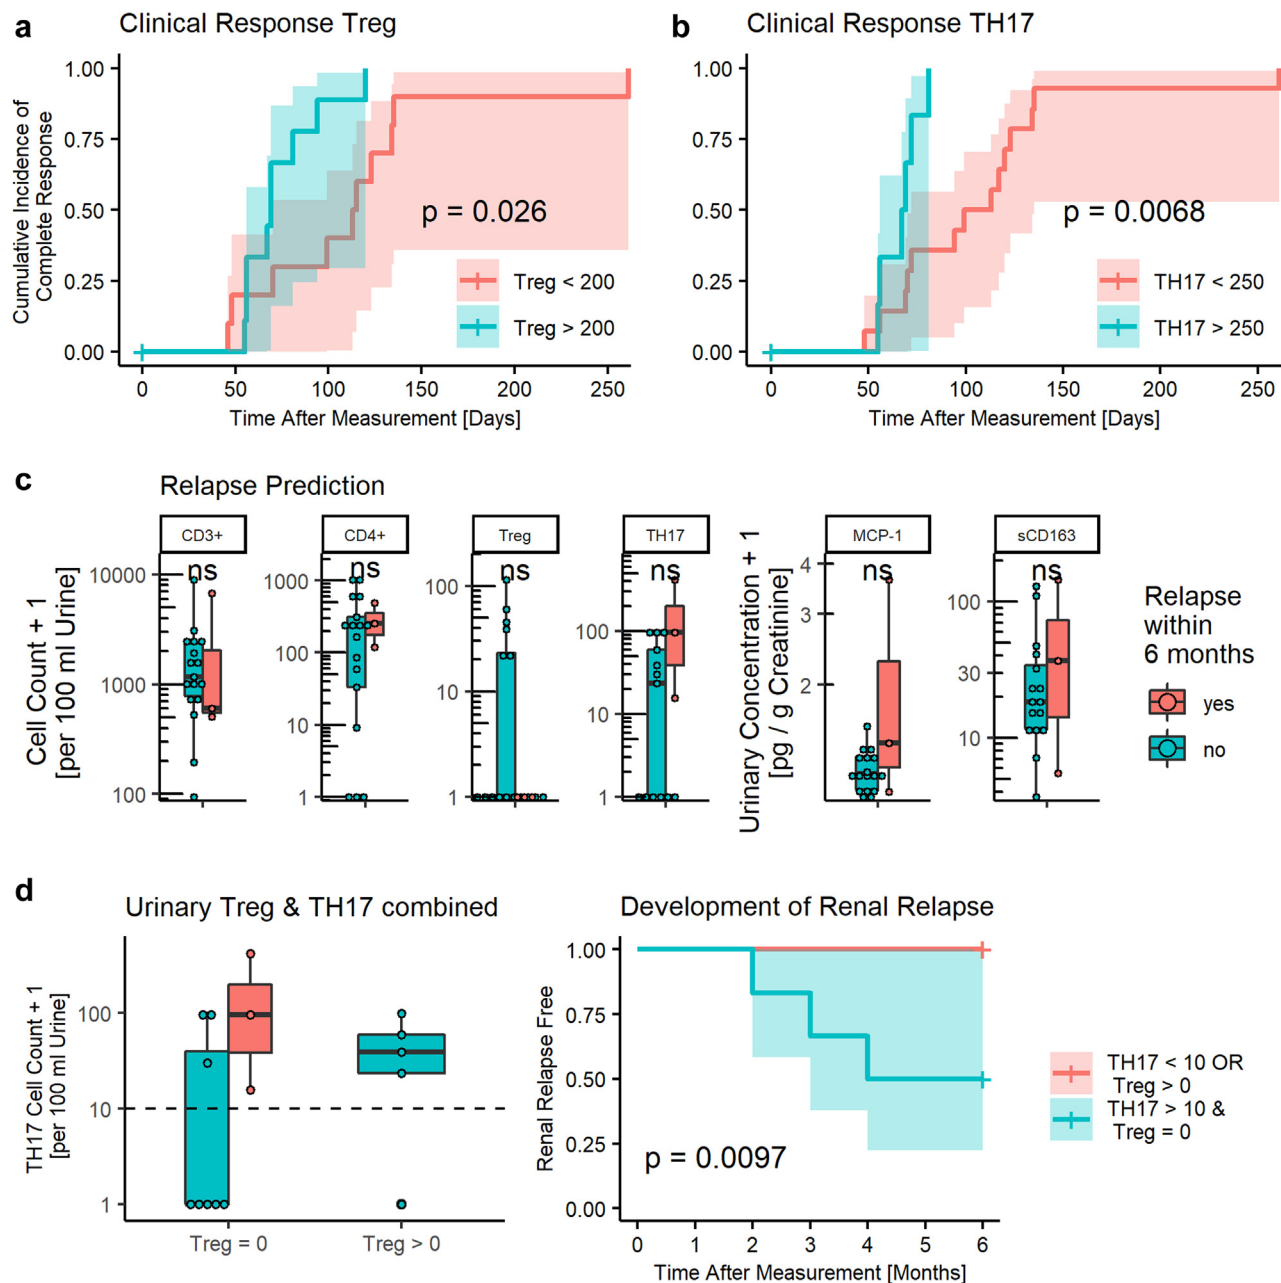 a Clinical Response Treg
Cumulative Incidence of
Complete Response
1.00
0.75
0.50
0.25
0.00
p = 0.026
Treg < 200
Treg > 200
0 50 100 150 200 250
Time After Measurement [Days]
b Clinical Response TH17
1.00
0.75
0.50
0.25
0.00
p = 0.0068
TH17 < 250
TH17 > 250
0 50 100 150 200 250
Time After Measurement [Days]
c Relapse Prediction
Cell Count + 1
[per 100 ml Urine]
CD3+
ns
10000
1000
100
CD4+
ns
1000
100
10
1
Treg
ns
100
10
1
TH17
ns
100
10
1
Urinary Concentration + 1
[pg / g Creatinine]
MCP-1
ns
4
3
2
sCD163
ns
100
30
10
Relapse
within
6 months
yes
no
d Urinary Treg & TH17 combined
TH17 Cell Count + 1
[per 100 ml Urine]
100
10
1
Treg = 0 Treg > 0
Development of Renal Relapse
Renal Relapse Free
1.00
0.75
0.50
0.25
0.00
p = 0.0097
0 1 2 3 4 5 6
Time After Measurement [Months]
TH17 < 10 OR
Treg > 0
TH17 > 10 &
Treg = 0